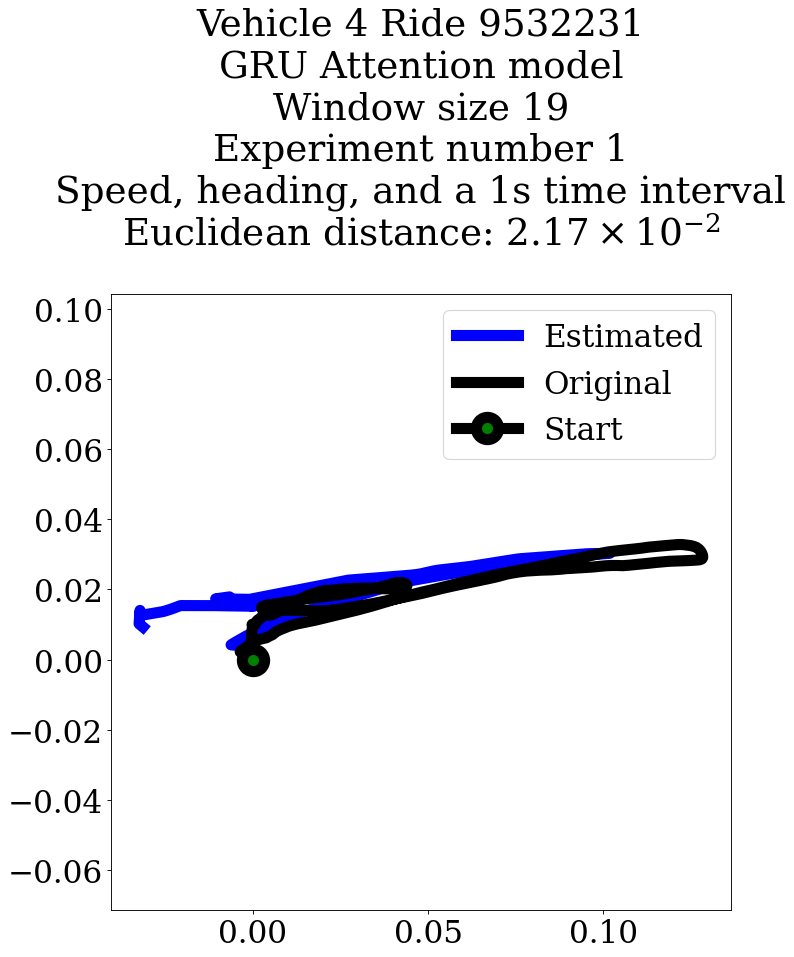 Vehicle 4 Ride 9532231
GRU Attention model
Window size 19
Experiment number 1
Speed, heading, and a 1s time interval
Euclidean distance: 2.17 × 10⁻²
Estimated
Original
Start
0.10
0.08
0.06
0.04
0.02
0.00
−0.02
−0.04
−0.06
0.00 0.05 0.10